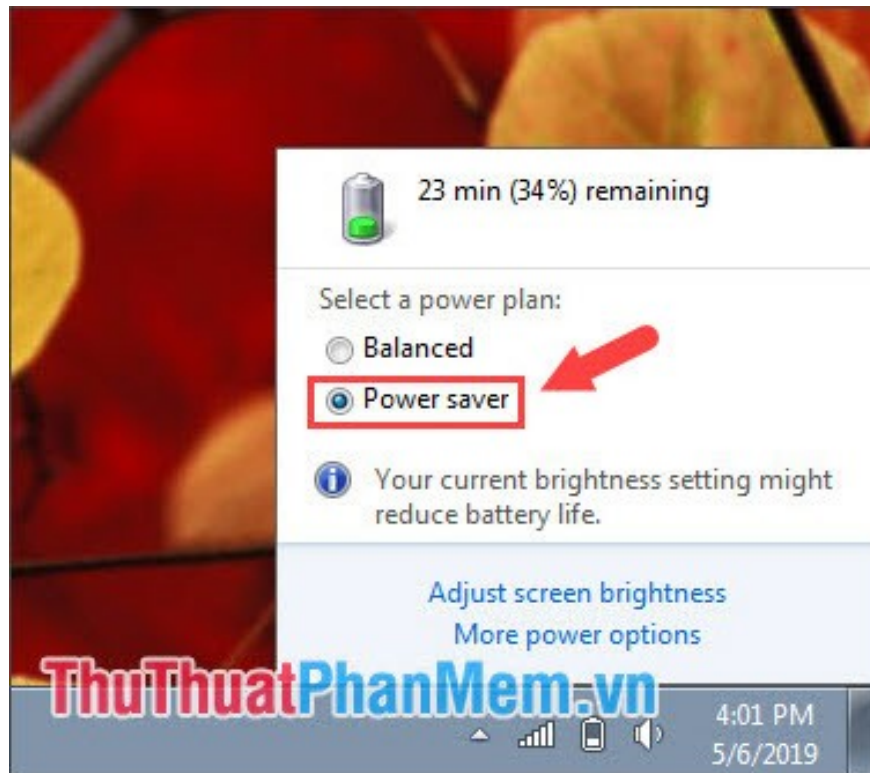 23 min (34%) remaining
Select a power plan:
Balanced
Power saver
Your current brightness setting might
reduce battery life.
Adjust screen brightness
More power options
ThuThuatPhanMem.vn
4:01 PM
5/6/2019